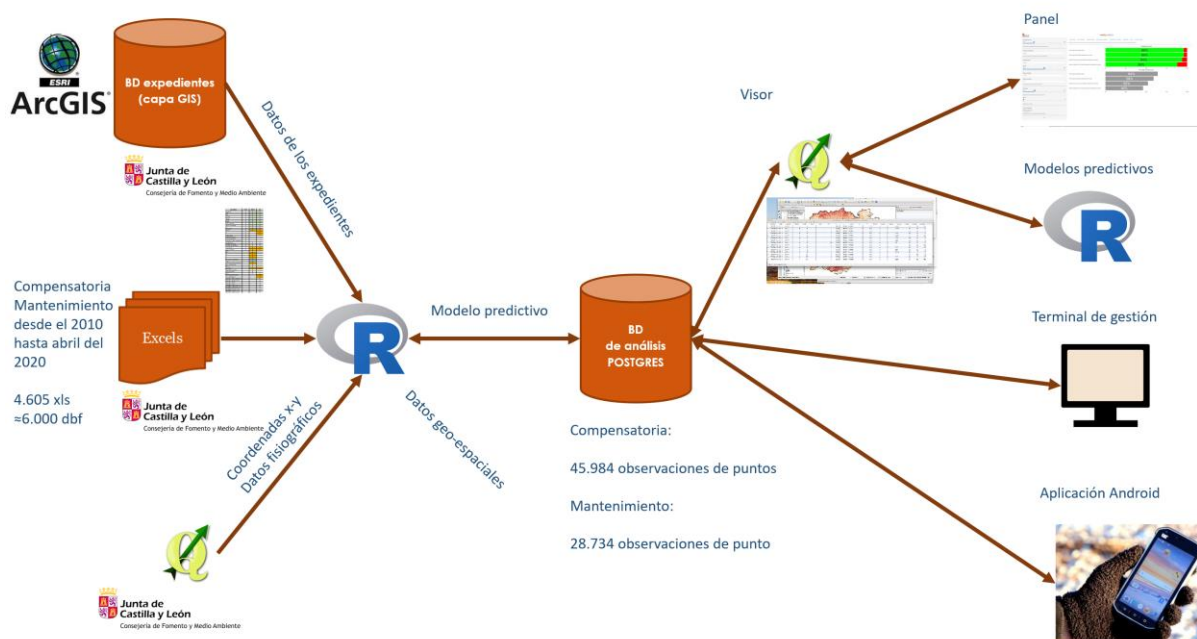 ESRI
ArcGIS
BD expedientes
(capa GIS)
Junta de
Castilla y León
Consejería de Fomento y Medio Ambiente
Datos de los expedientes
Compensatoria
Mantenimiento
desde el 2010
hasta abril del
2020
4.605 xls
≈6.000 dbf
Excels
Junta de
Castilla y León
Consejería de Fomento y Medio Ambiente
R
Modelo predictivo
Coordenadas x-y
Datos fisiográficos
Datos geo-espaciales
Junta de
Castilla y León
Consejería de Fomento y Medio Ambiente
BD
de análisis
POSTGRES
Compensatoria:
45.984 observaciones de puntos
Mantenimiento:
28.734 observaciones de punto
Visor
Panel
Modelos predictivos
R
Terminal de gestión
Aplicación Android